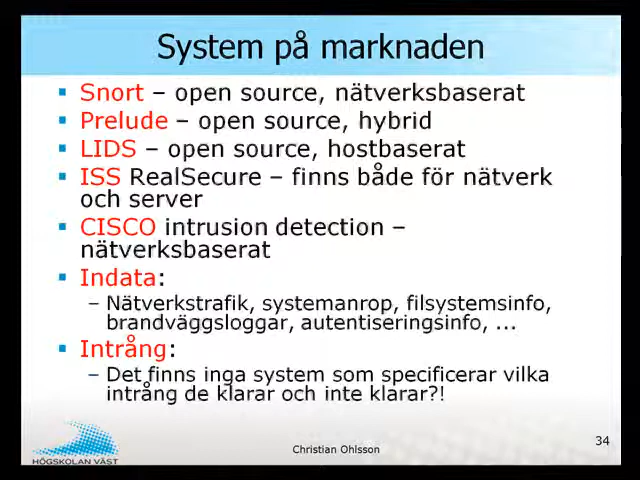 System på marknaden
Snort – open source, nätverksbaserat
Prelude – open source, hybrid
LIDS – open source, hostbaserat
ISS RealSecure – finns både för nätverk
och server
CISCO intrusion detection –
nätverksbaserat
Indata:
– Nätverkstrafik, systemanrop, filsystemsinfo,
brandväggsloggar, autentiseringsinfo, ...
Intrång:
– Det finns inga system som specificerar vilka
intrång de klarar och inte klarar?!
HÖGSKOLAN VÄST
Christian Ohlsson
34